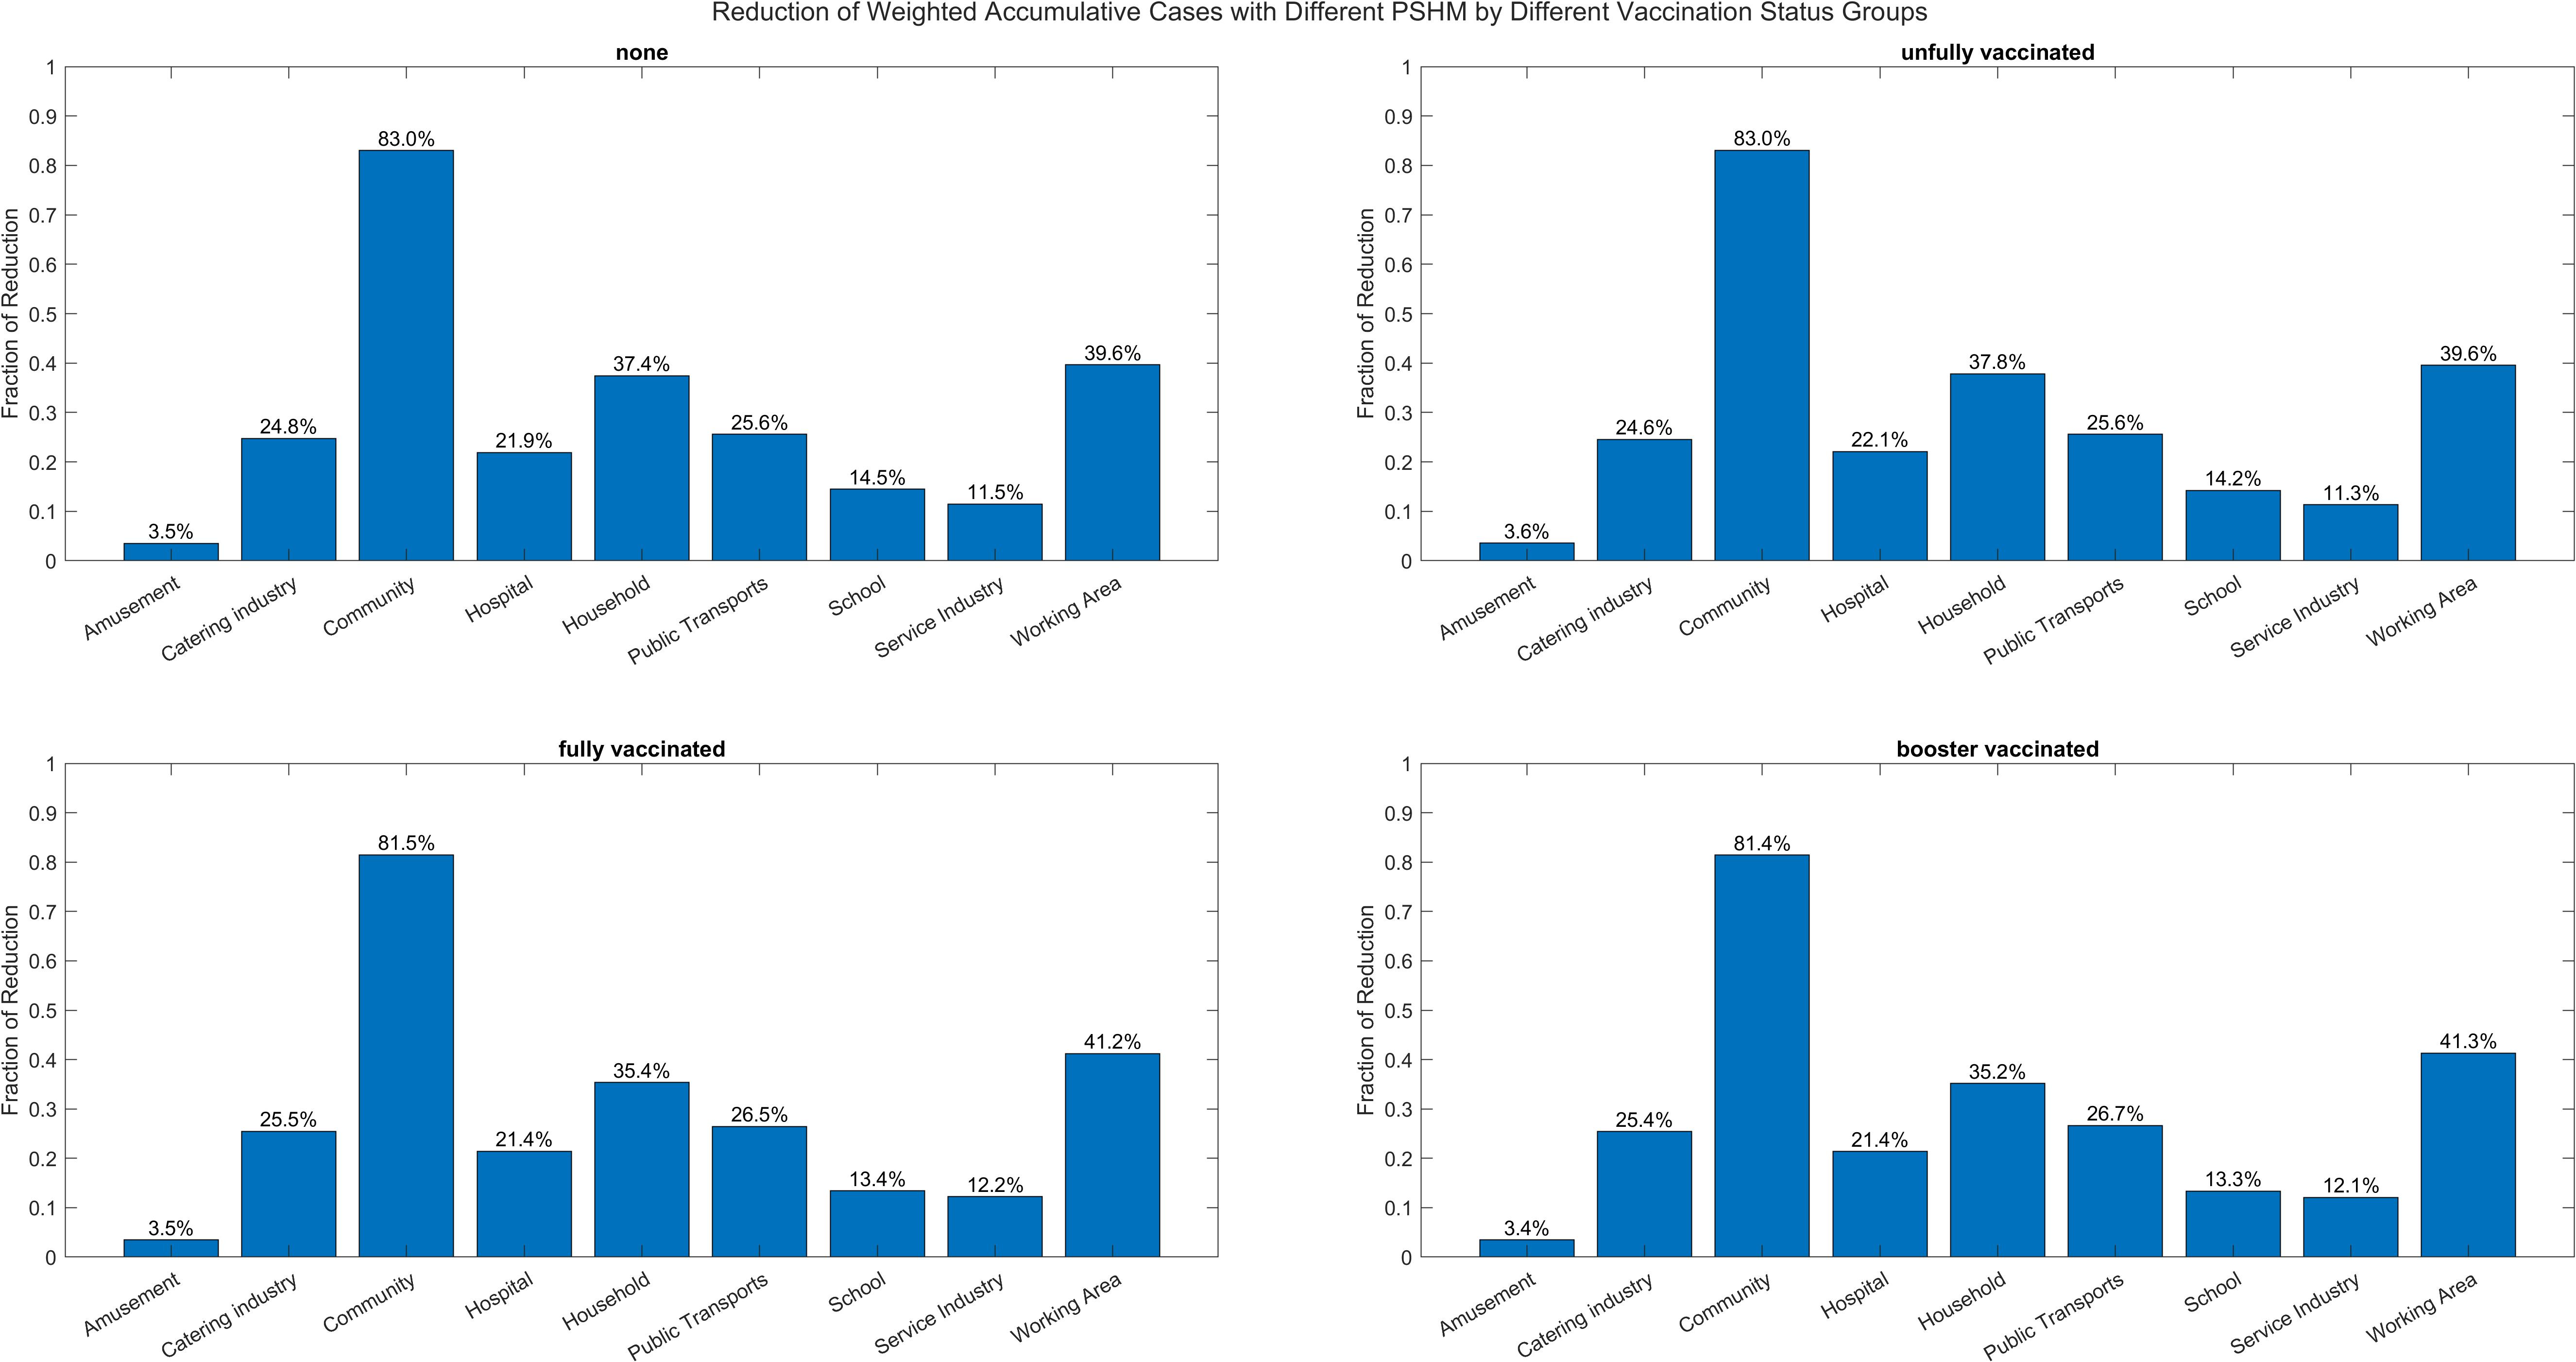 Reduction of Weighted Accumulative Cases with Different PSHM by Different Vaccination Status Groups
none
Fraction of Reduction
1
0.9
0.8
0.7
0.6
0.5
0.4
0.3
0.2
0.1
0
3.5%
24.8%
83.0%
21.9%
37.4%
25.6%
14.5%
11.5%
39.6%
Amusement
Catering industry
Community
Hospital
Household
Public Transports
School
Service Industry
Working Area
unfully vaccinated
Fraction of Reduction
1
0.9
0.8
0.7
0.6
0.5
0.4
0.3
0.2
0.1
0
3.6%
24.6%
83.0%
22.1%
37.8%
25.6%
14.2%
11.3%
39.6%
Amusement
Catering industry
Community
Hospital
Household
Public Transports
School
Service Industry
Working Area
fully vaccinated
Fraction of Reduction
1
0.9
0.8
0.7
0.6
0.5
0.4
0.3
0.2
0.1
0
3.5%
25.5%
81.5%
21.4%
35.4%
26.5%
13.4%
12.2%
41.2%
Amusement
Catering industry
Community
Hospital
Household
Public Transports
School
Service Industry
Working Area
booster vaccinated
Fraction of Reduction
1
0.9
0.8
0.7
0.6
0.5
0.4
0.3
0.2
0.1
0
3.4%
25.4%
81.4%
21.4%
35.2%
26.7%
13.3%
12.1%
41.3%
Amusement
Catering industry
Community
Hospital
Household
Public Transports
School
Service Industry
Working Area